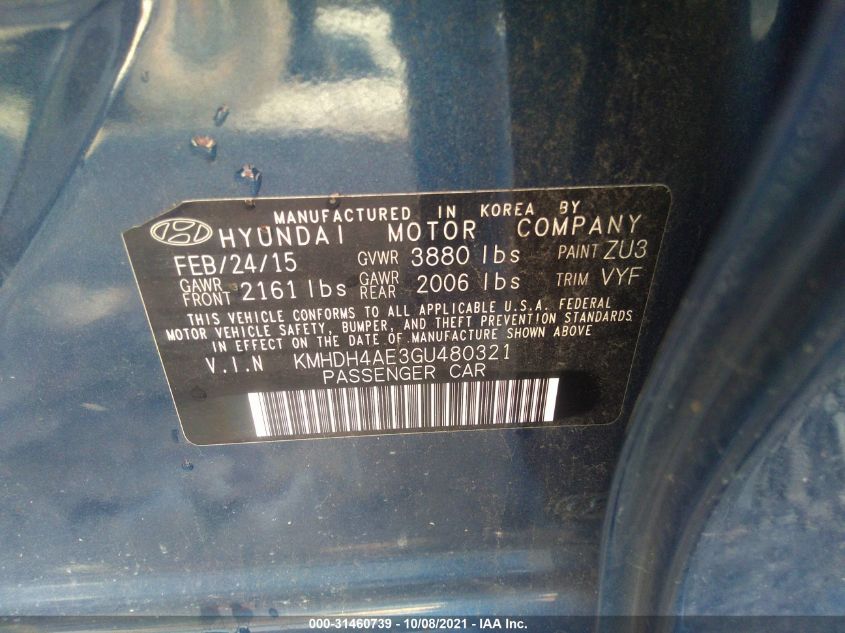 MANUFACTURED IN KOREA BY
HYUNDAI MOTOR COMPANY
FEB/24/15 GVWR 3880 lbs PAINT ZU3
GAWR FRONT 2161 lbs GAWR REAR 2006 lbs TRIM VYF
THIS VEHICLE CONFORMS TO ALL APPLICABLE U.S.A. FEDERAL
MOTOR VEHICLE SAFETY, BUMPER, AND THEFT PREVENTION STANDARDS
IN EFFECT ON THE DATE OF MANUFACTURE SHOWN ABOVE
V.I.N KMHDH4AE3GU480321
PASSENGER CAR
000-31460739 - 10/08/2021 - IAA Inc.